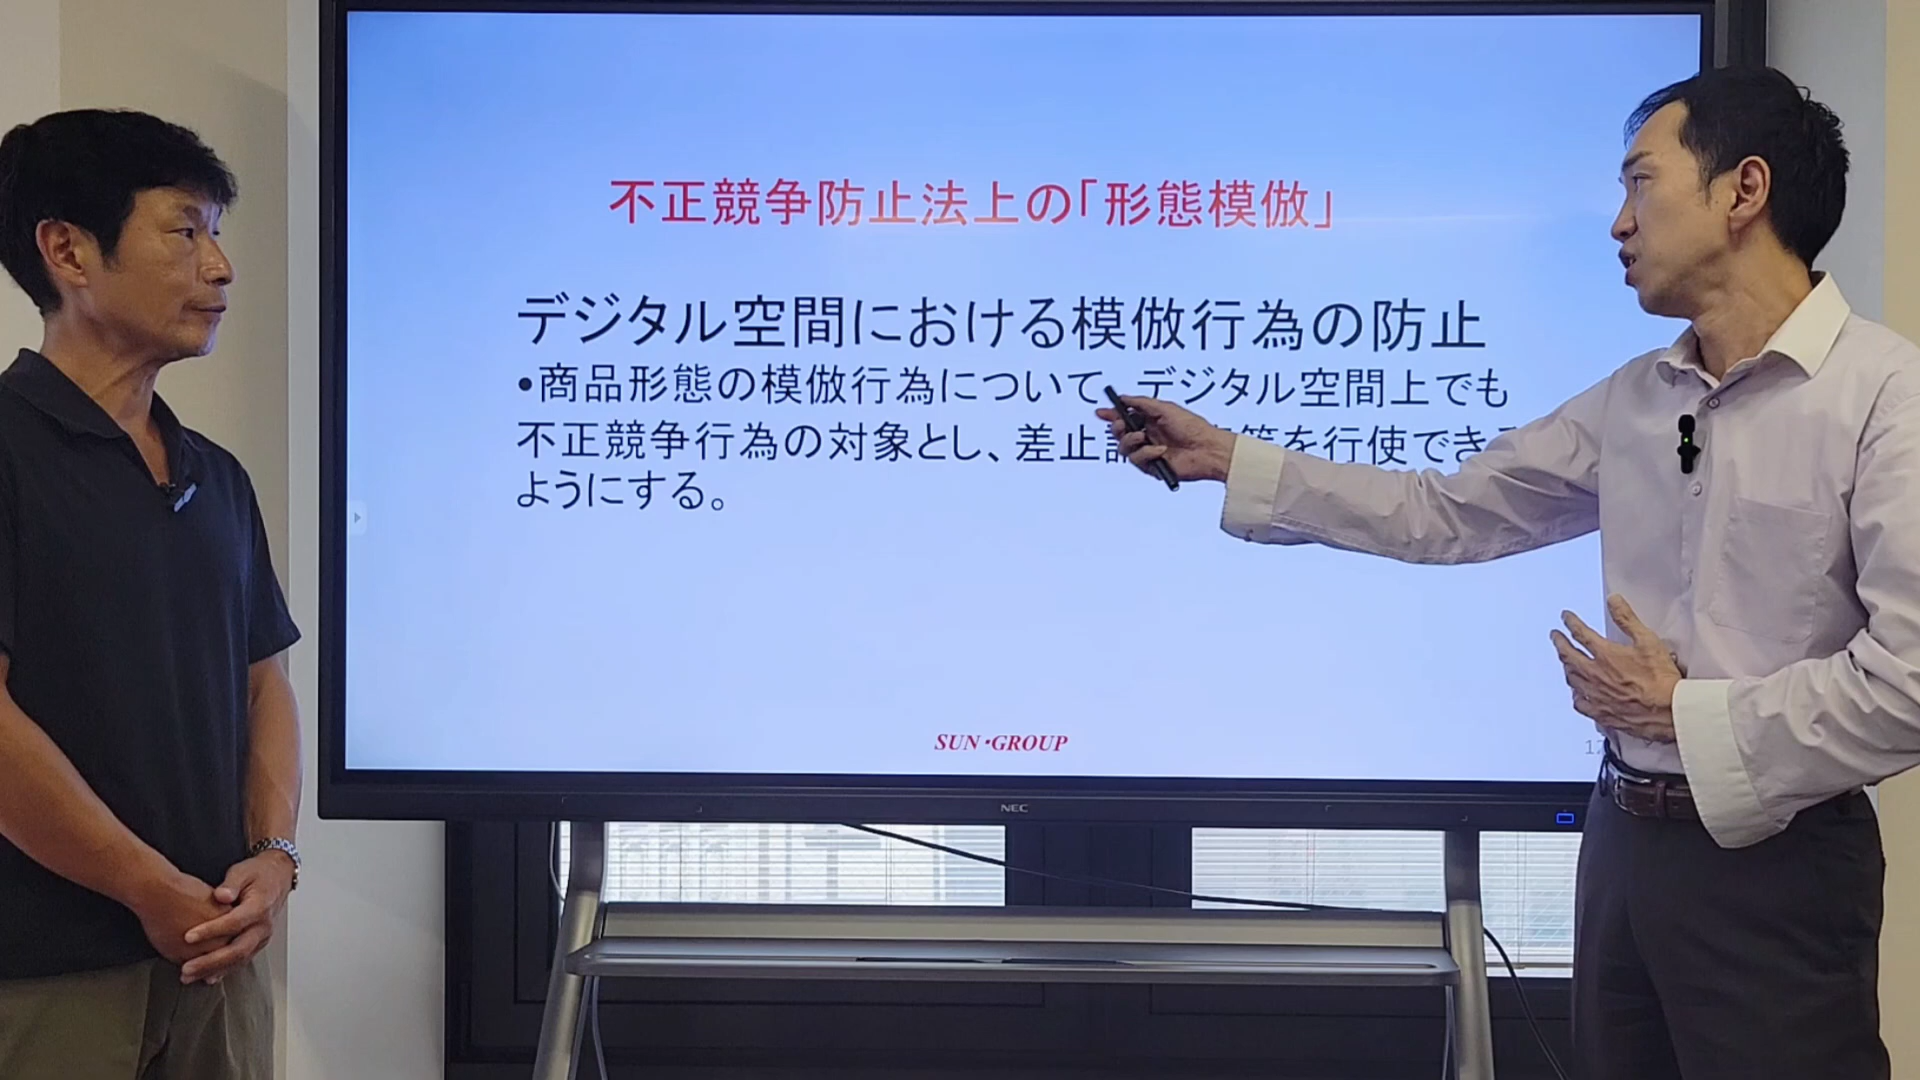 不正競争防止法上の「形態模倣」
デジタル空間における模倣行為の防止
•商品形態の模倣行為について、デジタル空間上でも
不正競争行為の対象とし、差止 等を行使でき
ようにする。
SUN・GROUP
NEC